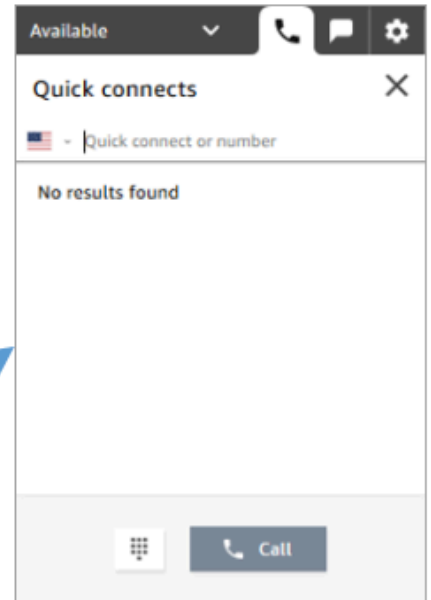 Available
Quick connects
Quick connect or number
No results found
Call